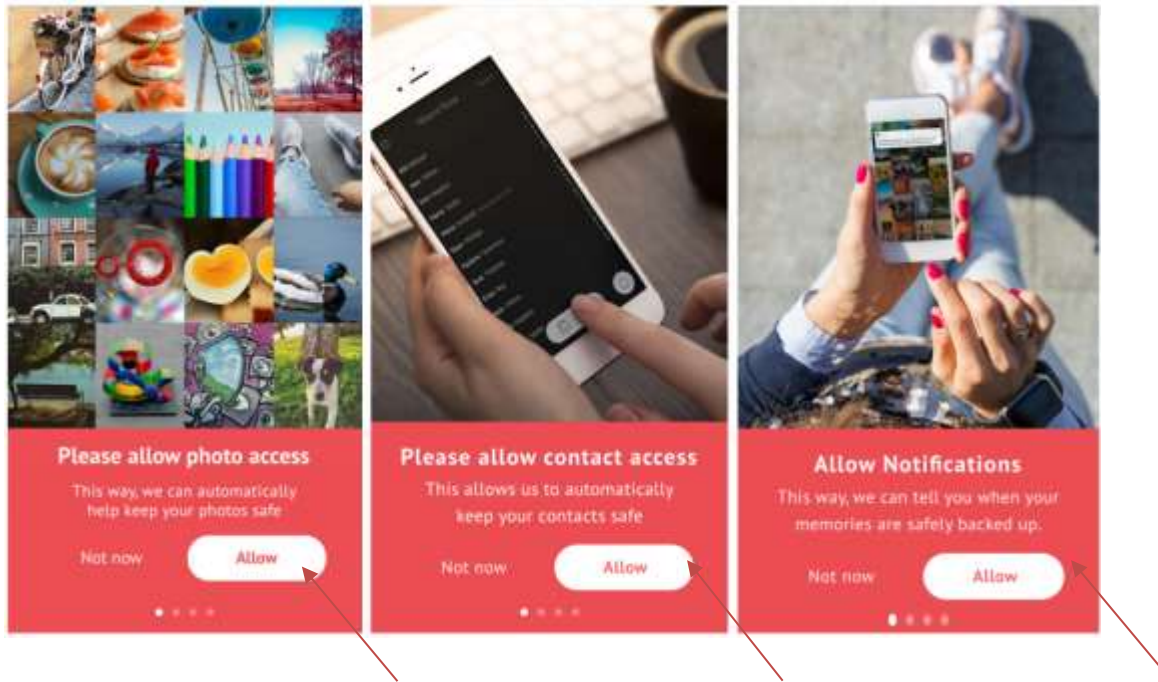 Please allow photo access
This way, we can automatically
help keep your photos safe
Not now
Allow
Please allow contact access
This allows us to automatically
keep your contacts safe
Not now
Allow
Allow Notifications
This way, we can tell you when your
memories are safely backed up.
Not now
Allow